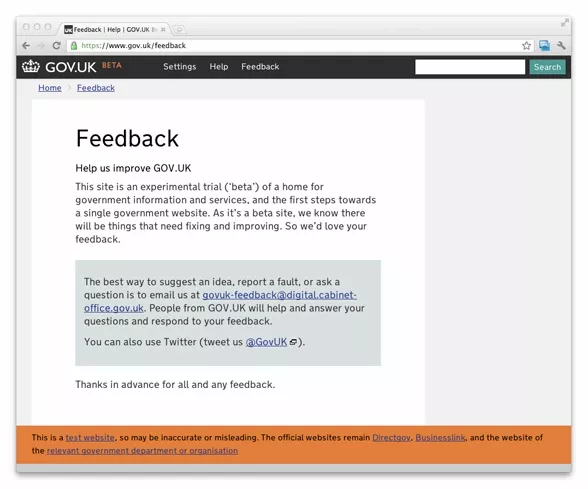 Feedback | Help | GOV.UK
https://www.gov.uk/feedback
GOV.UK BETA Settings Help Feedback Search
Home Feedback
Feedback
Help us improve GOV.UK
This site is an experimental trial (‘beta’) of a home for
government information and services, and the first steps towards
a single government website. As it’s a beta site, we know there
will be things that need fixing and improving. So we’d love your
feedback.
The best way to suggest an idea, report a fault, or ask a
question is to email us at govuk-feedback@digital.cabinet-
office.gov.uk. People from GOV.UK will help and answer your
questions and respond to your feedback.
You can also use Twitter (tweet us @GovUK ).
Thanks in advance for all and any feedback.
This is a test website, so may be inaccurate or misleading. The official websites remain Directgov, Businesslink, and the website of
the relevant government department or organisation